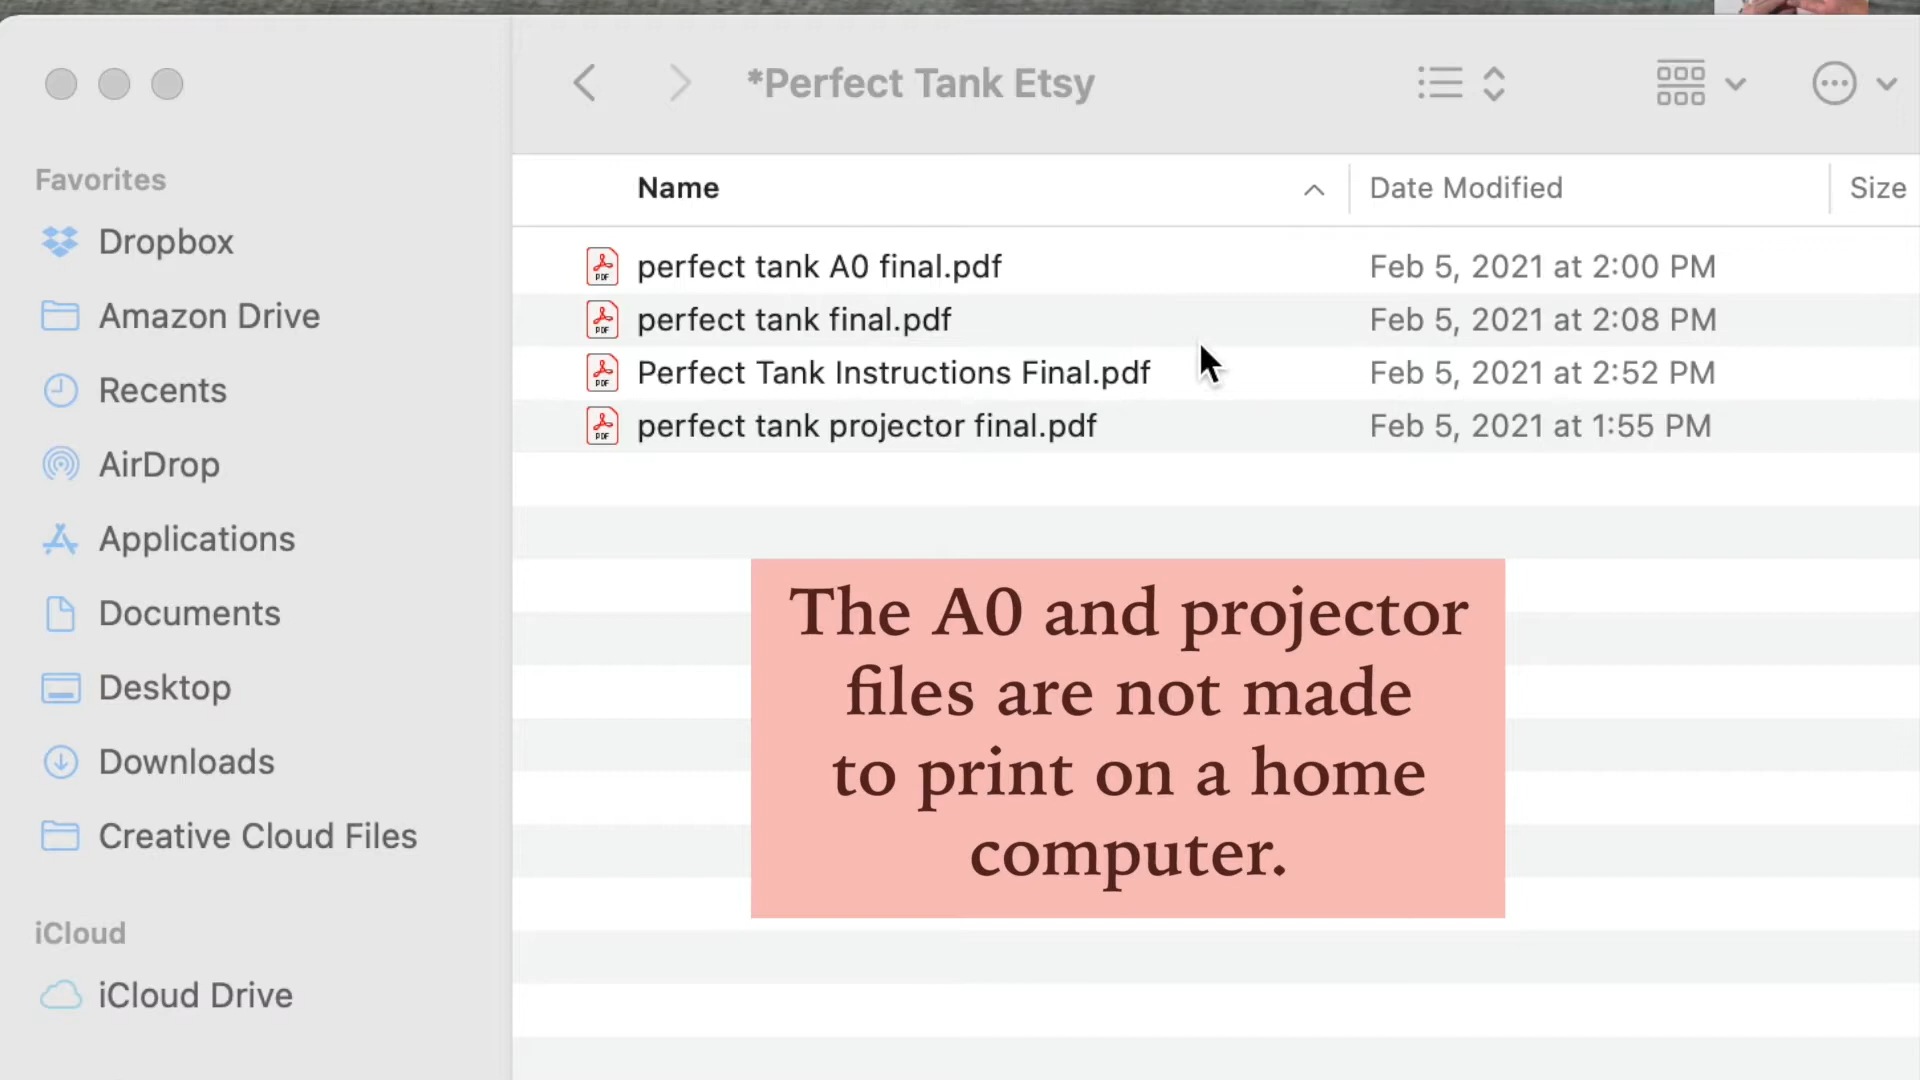 *Perfect Tank Etsy
Favorites
Dropbox
Amazon Drive
Recents
AirDrop
Applications
Documents
Desktop
Downloads
Creative Cloud Files
iCloud
iCloud Drive
Name Date Modified Size
PDF perfect tank A0 final.pdf Feb 5, 2021 at 2:00 PM
PDF perfect tank final.pdf Feb 5, 2021 at 2:08 PM
PDF Perfect Tank Instructions Final.pdf Feb 5, 2021 at 2:52 PM
PDF perfect tank projector final.pdf Feb 5, 2021 at 1:55 PM
The A0 and projector
files are not made
to print on a home
computer.